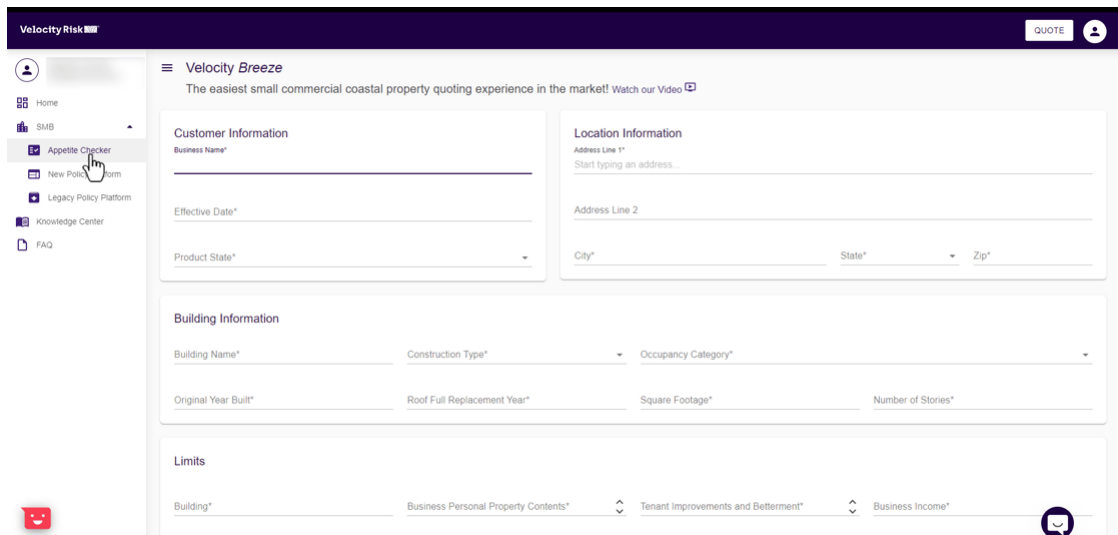 Velocity Risk
QUOTE
Home
SMB
Appetite Checker
New Policy
Legacy Policy Platform
Knowledge Center
FAQ
Velocity Breeze
The easiest small commercial coastal property quoting experience in the market! Watch our Video
Customer Information
Business Name*
Effective Date*
Product State*
Location Information
Address Line 1*
Start typing an address...
Address Line 2
City* State* Zip*
Building Information
Building Name* Construction Type* Occupancy Category*
Original Year Built* Roof Full Replacement Year* Square Footage* Number of Stories*
Limits
Building* Business Personal Property Contents* Tenant Improvements and Betterment* Business Income*